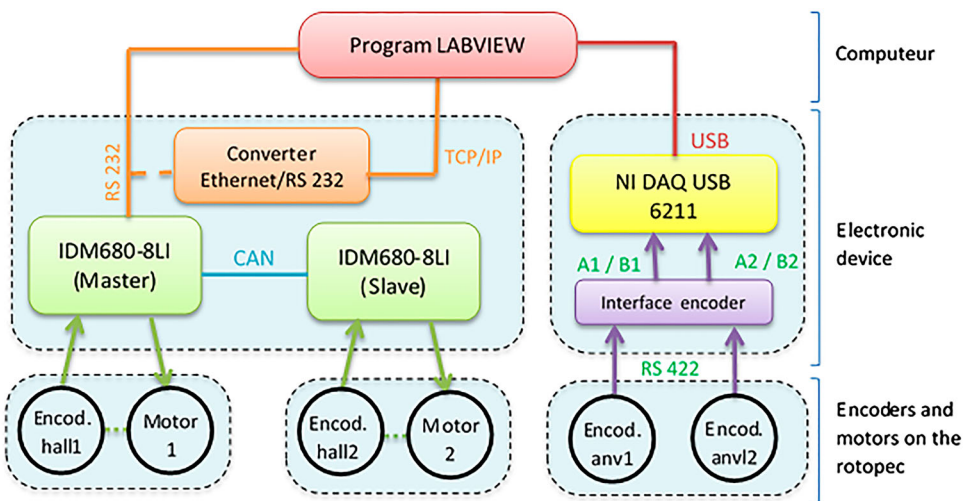 Program LABVIEW
Computeur
RS 232
Converter
Ethernet/RS 232
TCP/IP
USB
NI DAQ USB
6211
Electronic
device
IDM680-8LI
(Master)
CAN
IDM680-8LI
(Slave)
A1 / B1
A2 / B2
Interface encoder
RS 422
Encod.
hall1
Motor
1
Encod.
hall2
Motor
2
Encod.
anv1
Encod.
anvl2
Encoders and
motors on the
rotopec